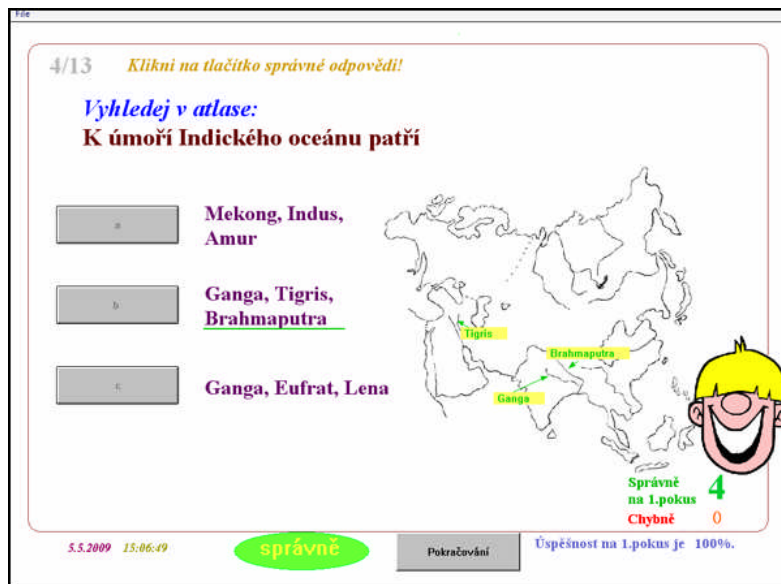 File
4/13 Klikni na tlačítko správné odpovědi!
Vyhledej v atlase:
K úmoří Indického oceánu patří
a
Mekong, Indus,
Amur
b
Ganga, Tigris,
Brahmaputra
c
Ganga, Eufrat, Lena
Tigris
Brahmaputra
Ganga
Správně
na 1.pokus 4
Chybně 0
5.5.2009 15:06:49 správně Pokračování Úspěšnost na 1.pokus je 100%.